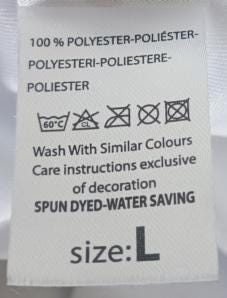 100 % POLYESTER-POLIÉSTER-
POLYESTERI-POLIESTERE-
POLIESTER
60°C CL
Wash With Similar Colours
Care instructions exclusive
of decoration
SPUN DYED-WATER SAVING
size:L